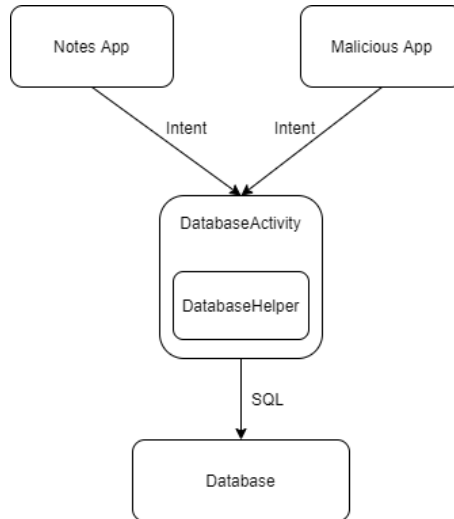 Notes App
Malicious App
Intent
Intent
DatabaseActivity
DatabaseHelper
SQL
Database